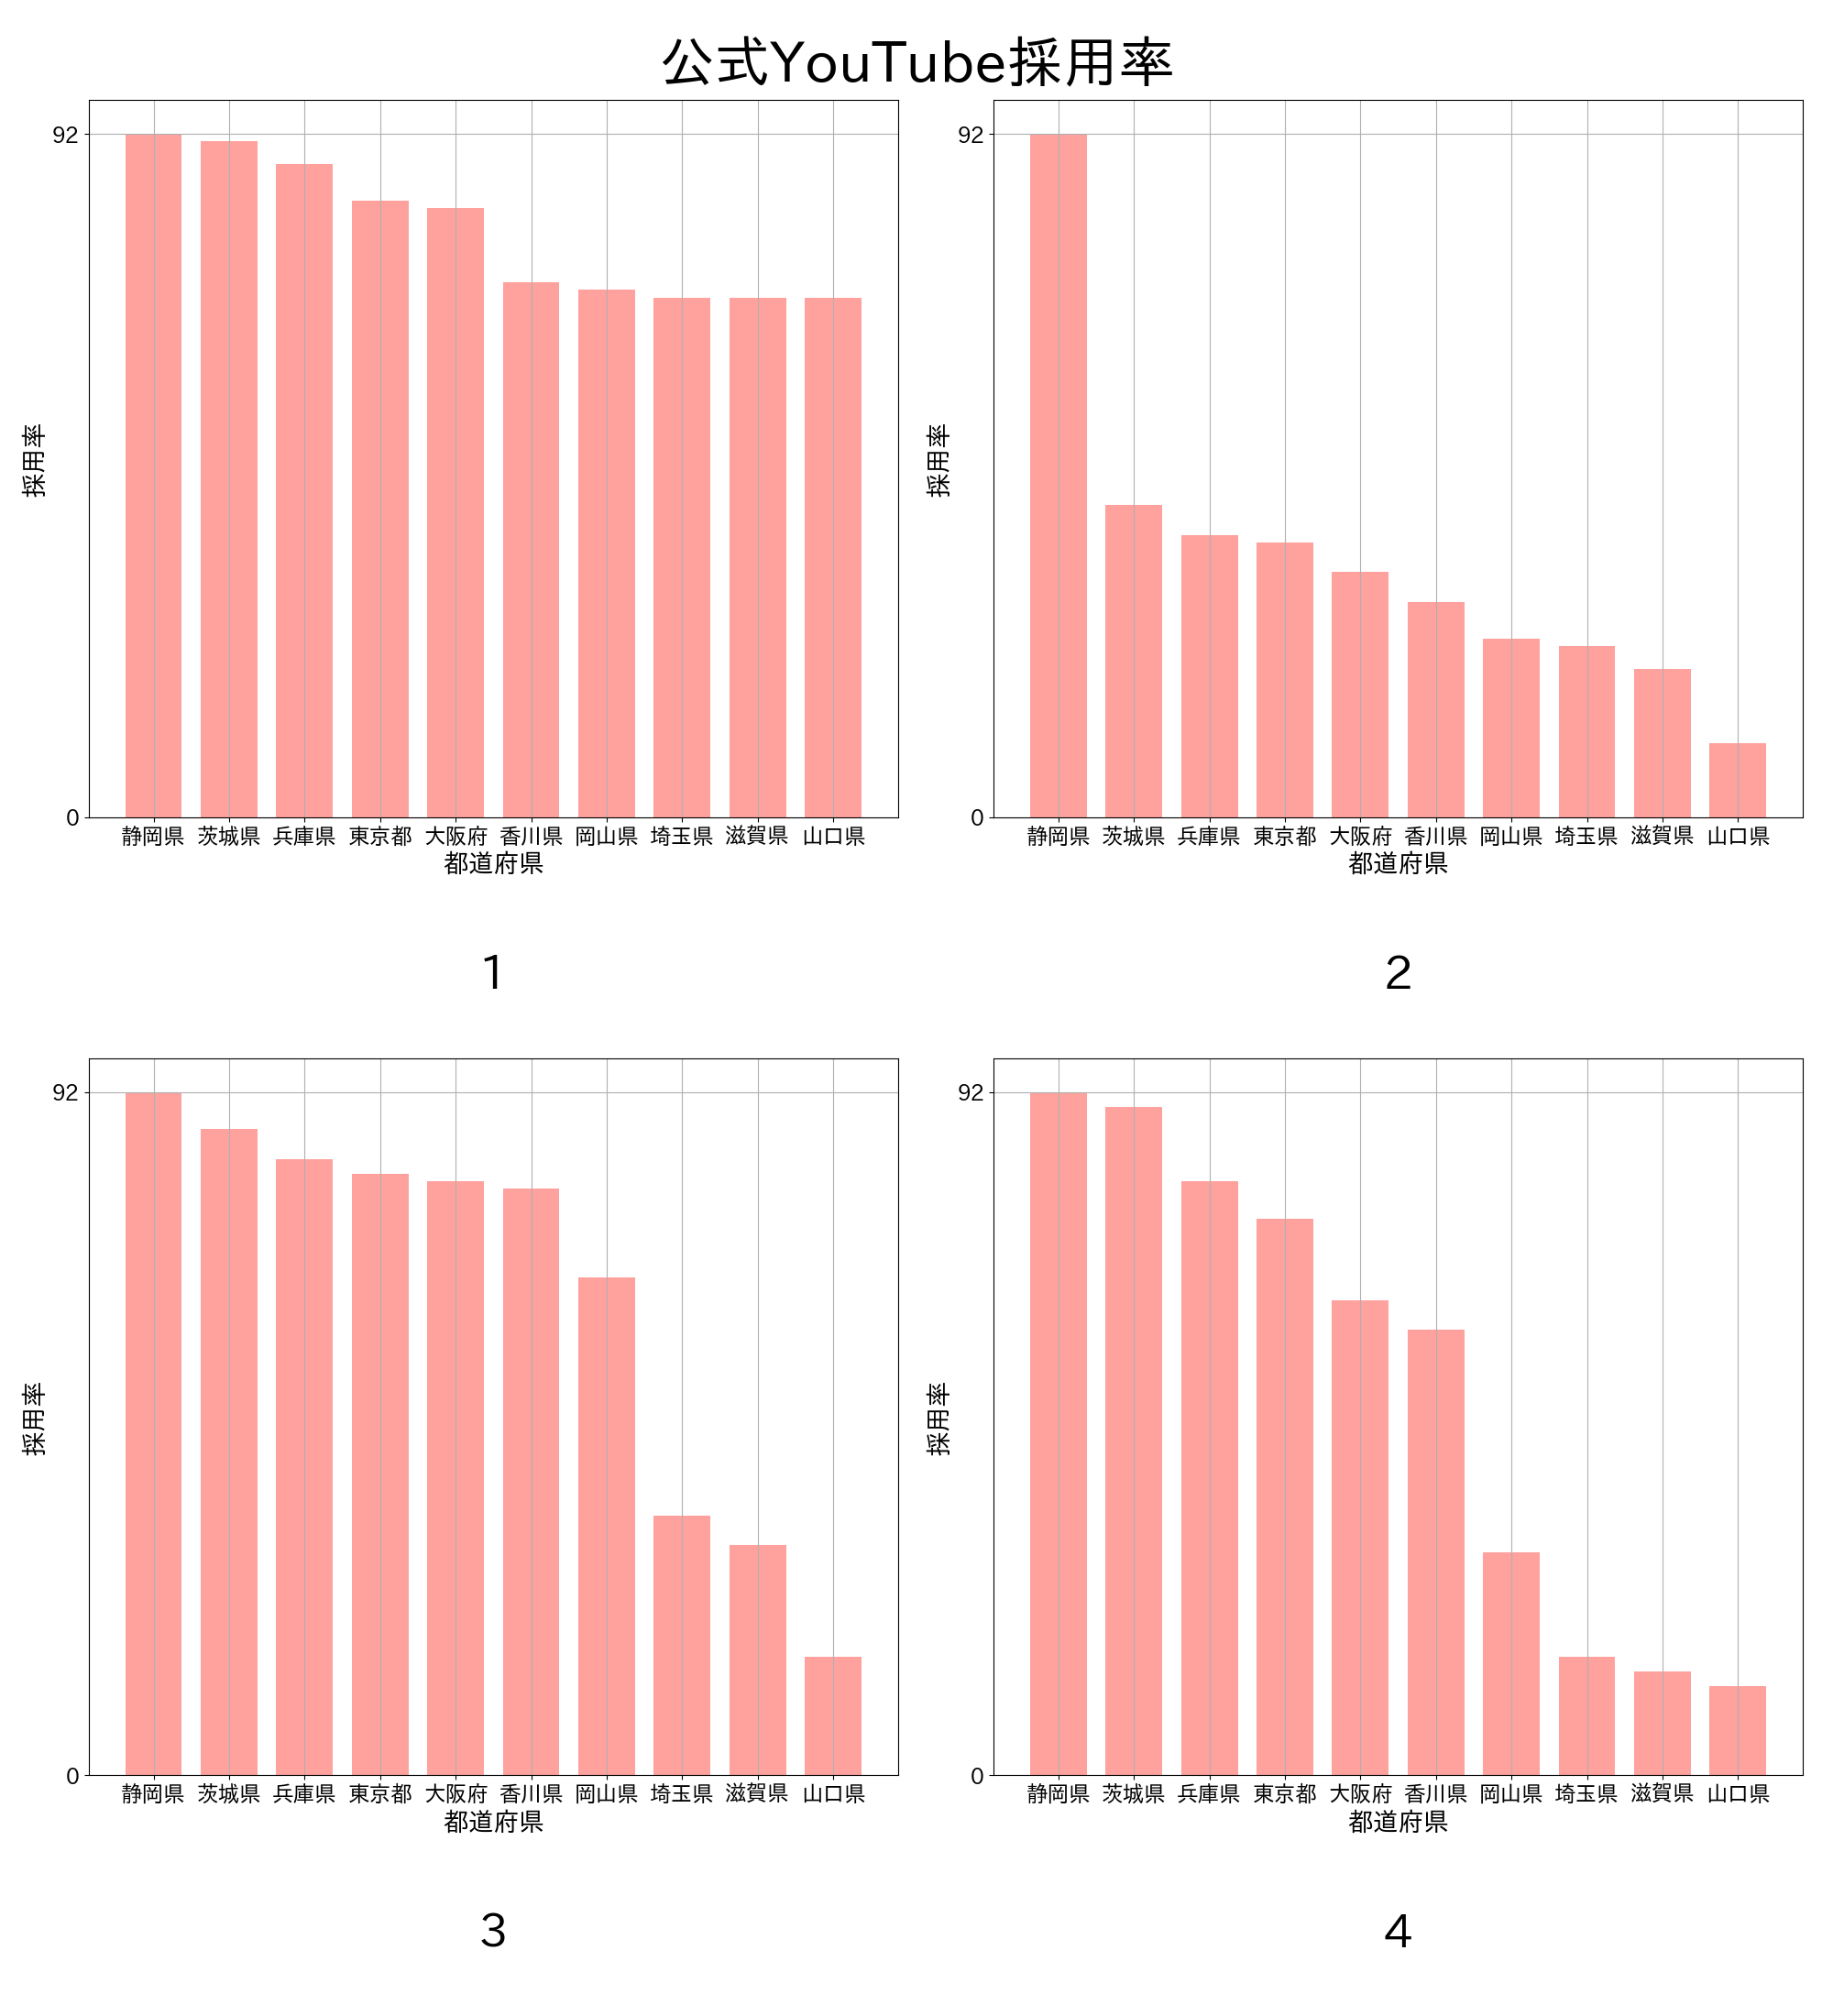 公式YouTube採用率
92
0
採用率
静岡県 茨城県 兵庫県 東京都 大阪府 香川県 岡山県 埼玉県 滋賀県 山口県
都道府県
1
92
0
採用率
静岡県 茨城県 兵庫県 東京都 大阪府 香川県 岡山県 埼玉県 滋賀県 山口県
都道府県
2
92
0
採用率
静岡県 茨城県 兵庫県 東京都 大阪府 香川県 岡山県 埼玉県 滋賀県 山口県
都道府県
3
92
0
採用率
静岡県 茨城県 兵庫県 東京都 大阪府 香川県 岡山県 埼玉県 滋賀県 山口県
都道府県
4